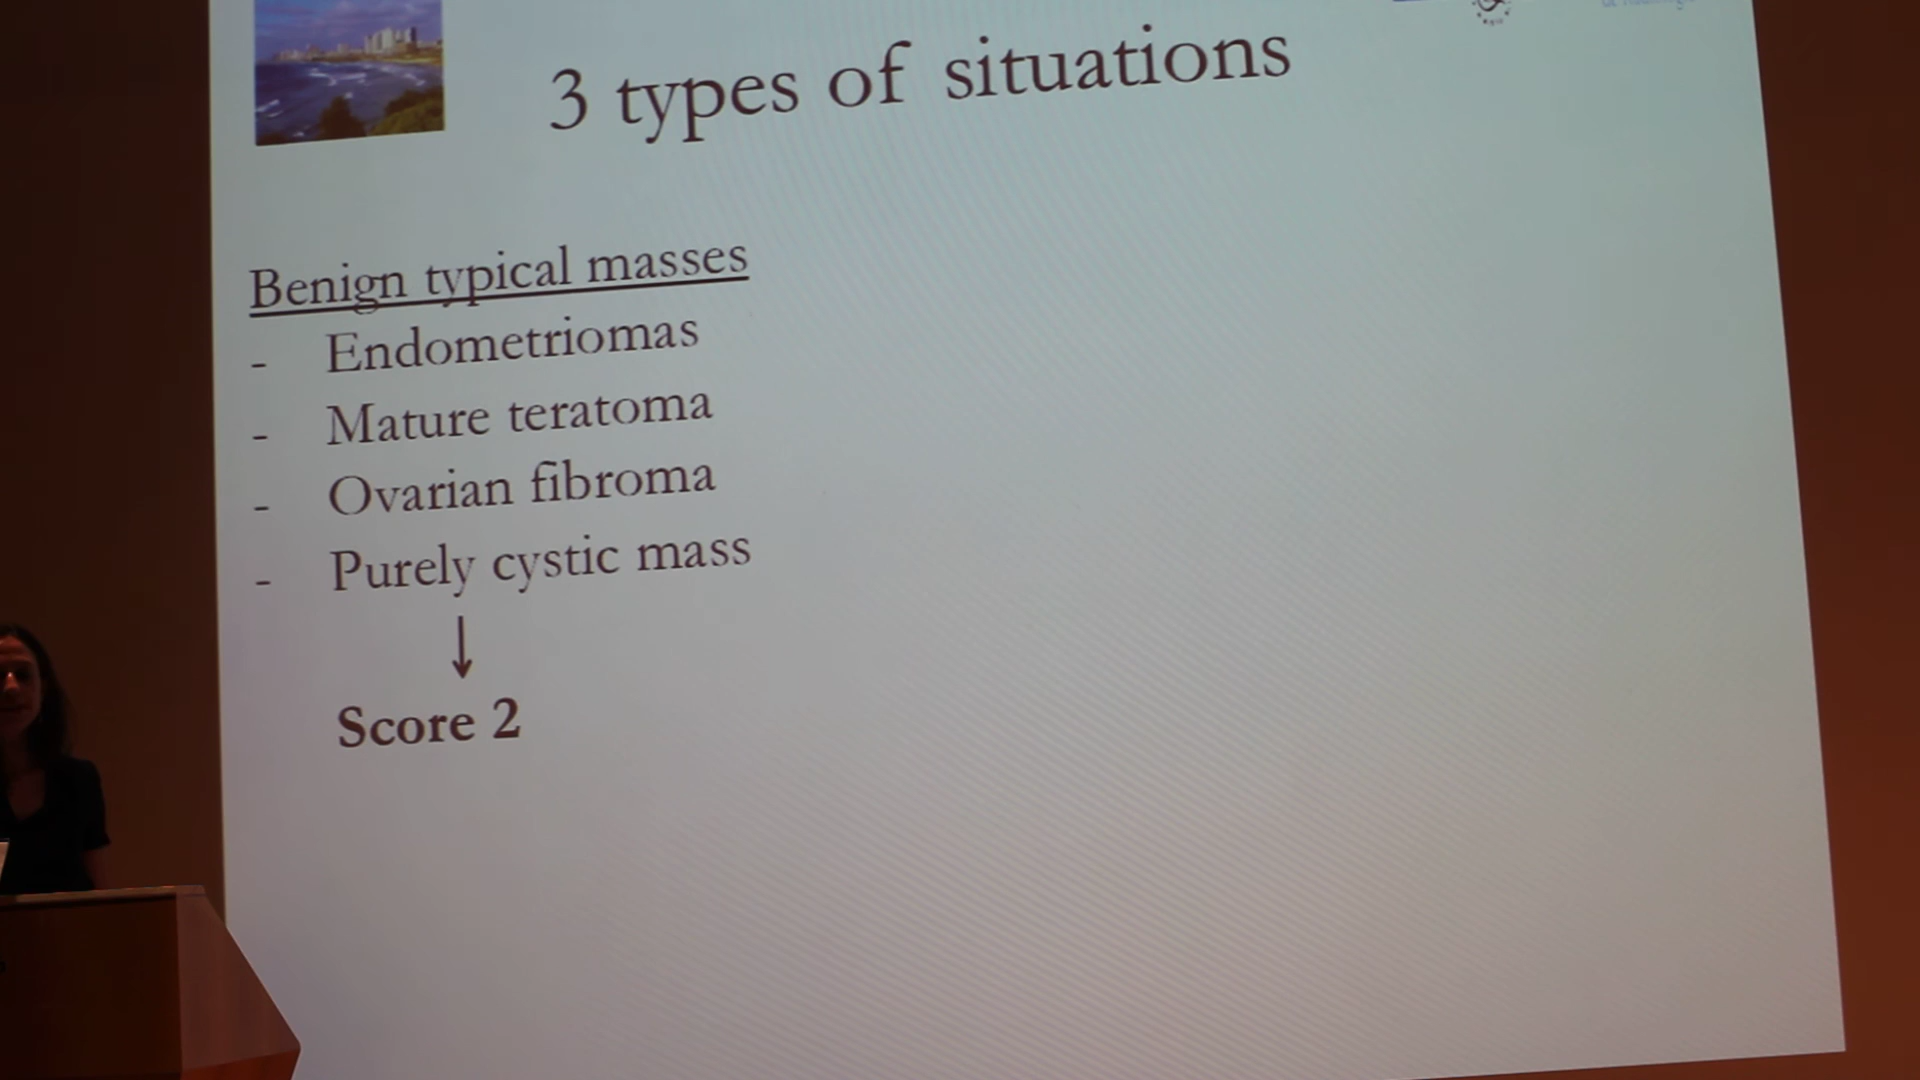 3 types of situations
Benign typical masses
- Endometriomas
- Mature teratoma
- Ovarian fibroma
- Purely cystic mass
↓
Score 2